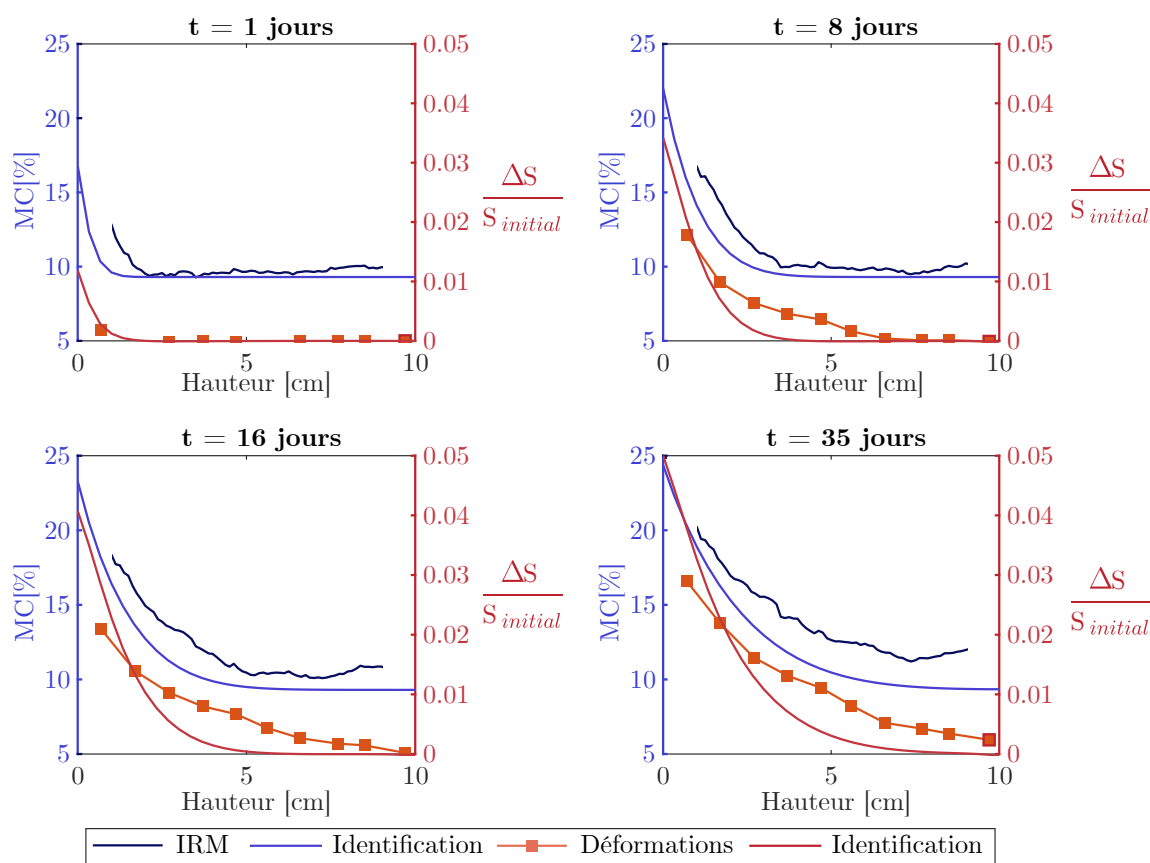 t = 1 jours
25
20
15
10
5
MC[%]
0.05
0.04
0.03
0.02
0.01
0
ΔS
S initial
0 5 10
Hauteur [cm]
t = 8 jours
25
20
15
10
5
MC[%]
0.05
0.04
0.03
0.02
0.01
0
ΔS
S initial
0 5 10
Hauteur [cm]
t = 16 jours
25
20
15
10
5
MC[%]
0.05
0.04
0.03
0.02
0.01
0
ΔS
S initial
0 5 10
Hauteur [cm]
t = 35 jours
25
20
15
10
5
MC[%]
0.05
0.04
0.03
0.02
0.01
0
ΔS
S initial
0 5 10
Hauteur [cm]
IRM Identification Déformations Identification